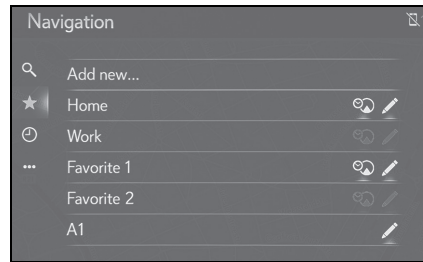 Navigation
Add new...
Home
Work
Favorite 1
Favorite 2
A1